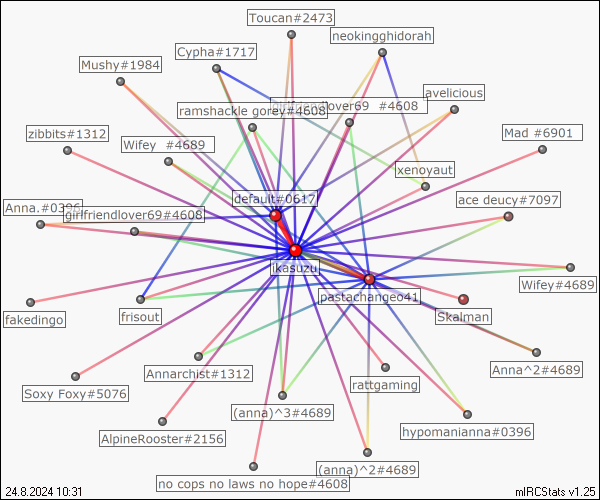 Toucan#2473
neokingghidorah
Cypha#1717
Mushy#1984
avelicious
girlfriendlover69 #4608
ramshackle gorey#4608
zibbits#1312
Mad #6901
Wifey #4689
xenoyaut
default#0617
ace deucy#7097
Anna.#0396
girlfriendlover69#4608
ikasuzu
Wifey#4689
pastachangeo41
fakedingo
frisout
Skalman
Annarchist#1312
Anna^2#4689
rattgaming
Soxy Foxy#5076
(anna)^3#4689
hypomanianna#0396
AlpineRooster#2156
(anna)^2#4689
no cops no laws no hope#4608
24.8.2024 10:31
mIRCStats v1.25